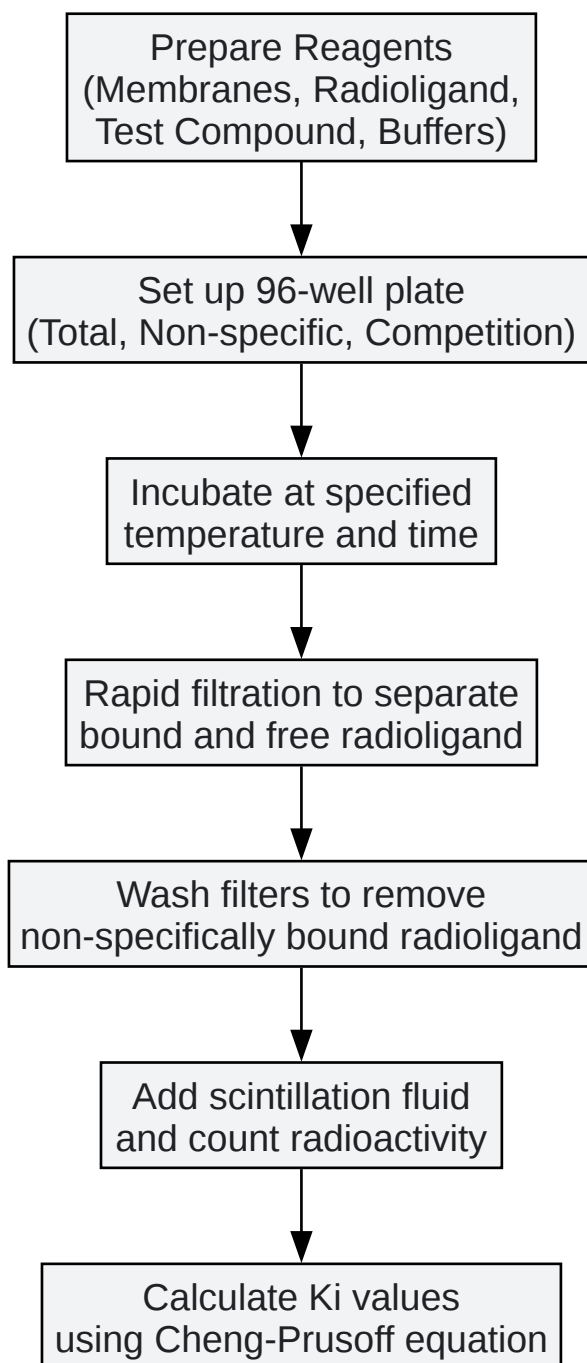 Prepare Reagents
(Membranes, Radioligand,
Test Compound, Buffers)
Set up 96-well plate
(Total, Non-specific, Competition)
Incubate at specified
temperature and time
Rapid filtration to separate
bound and free radioligand
Wash filters to remove
non-specifically bound radioligand
Add scintillation fluid
and count radioactivity
Calculate Ki values
using Cheng-Prusoff equation